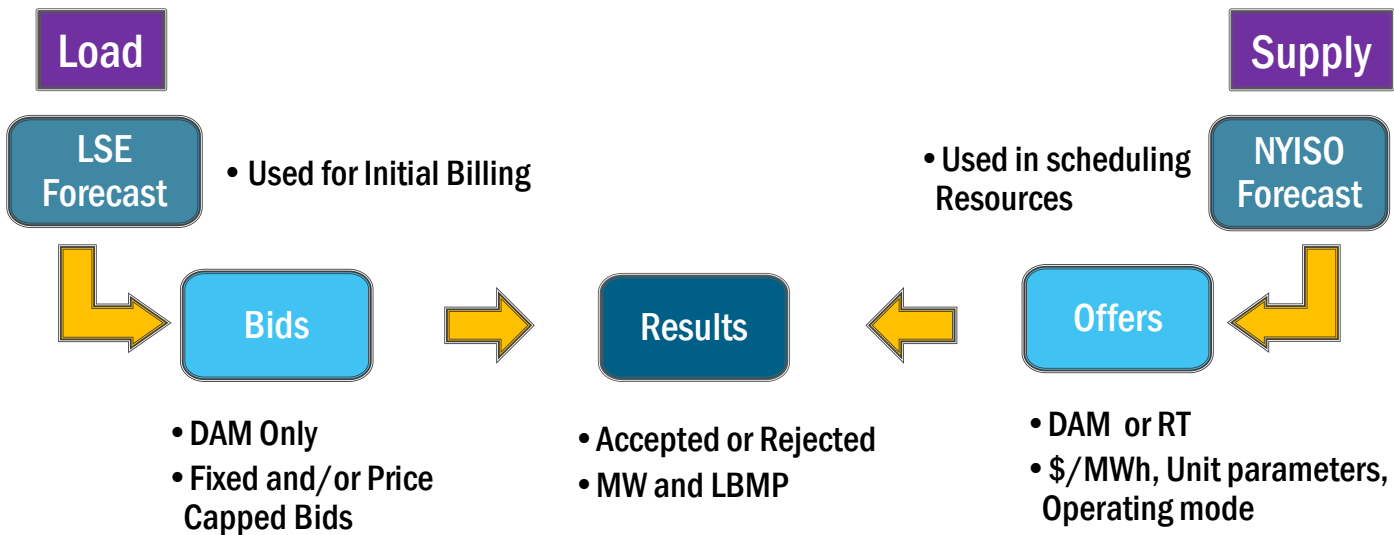 Load
Supply
LSE
Forecast
• Used for Initial Billing
• Used in scheduling
Resources
NYISO
Forecast
Bids
Results
Offers
• DAM Only
• Fixed and/or Price
Capped Bids
• Accepted or Rejected
• MW and LBMP
• DAM or RT
• $/MWh, Unit parameters,
Operating mode